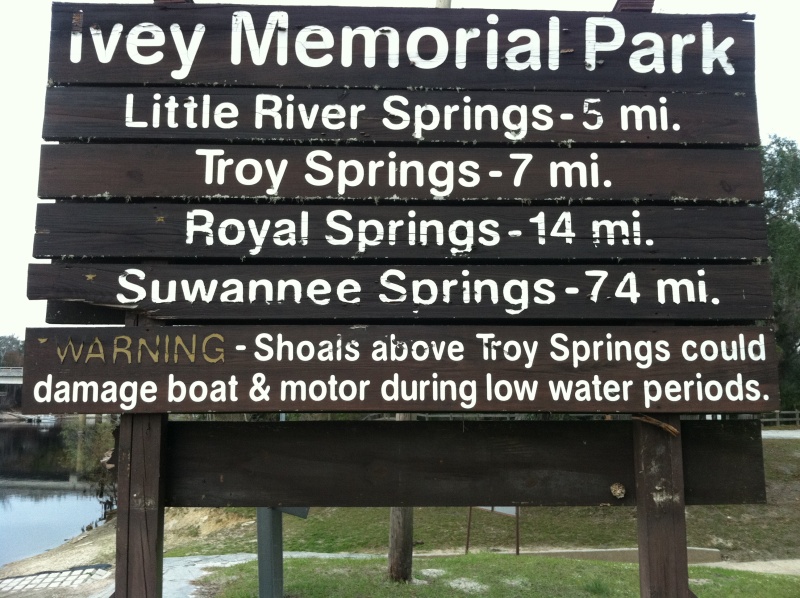 Ivey Memorial Park
Little River Springs - 5 mi.
Troy Springs - 7 mi.
Royal Springs - 14 mi.
Suwannee Springs - 74 mi.
WARNING - Shoals above Troy Springs could
damage boat & motor during low water periods.